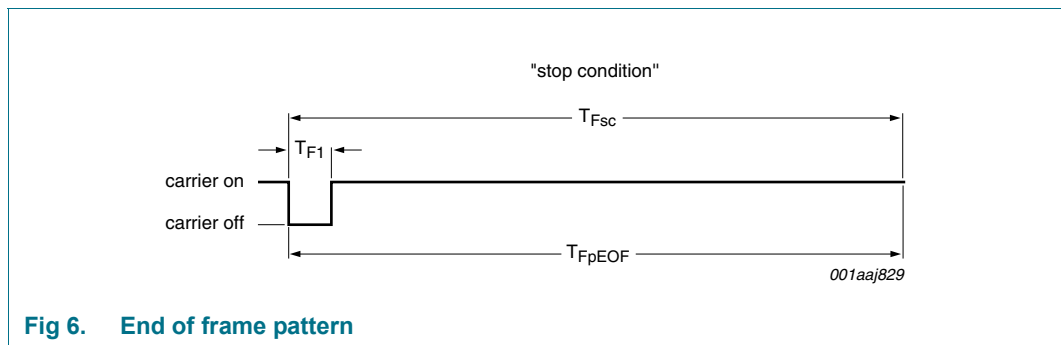 "stop condition"
TFsc
TF1
carrier on
carrier off
TFpEOF
001aaj829
Fig 6. End of frame pattern